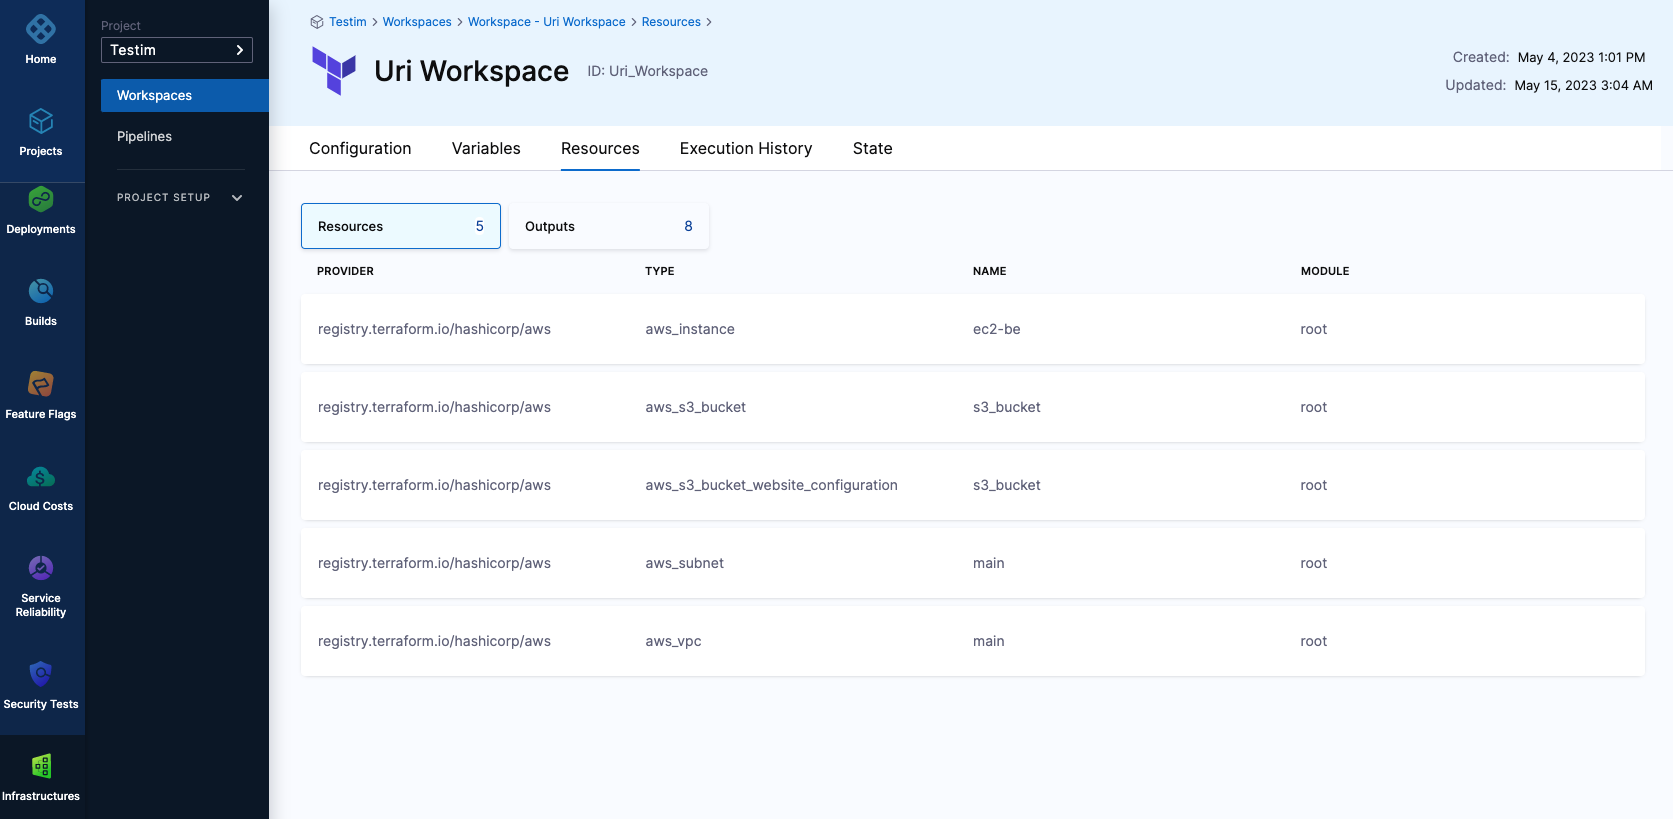 Home
Projects
Deployments
Builds
Feature Flags
Cloud Costs
Service
Reliability
Security Tests
Infrastructures
Project
Testim
Workspaces
Pipelines
PROJECT SETUP
Testim > Workspaces > Workspace - Uri Workspace > Resources >
Uri Workspace ID: Uri_Workspace
Created: May 4, 2023 1:01 PM
Updated: May 15, 2023 3:04 AM
Configuration Variables Resources Execution History State
Resources 5 Outputs 8
PROVIDER TYPE NAME MODULE
registry.terraform.io/hashicorp/aws aws_instance ec2-be root
registry.terraform.io/hashicorp/aws aws_s3_bucket s3_bucket root
registry.terraform.io/hashicorp/aws aws_s3_bucket_website_configuration s3_bucket root
registry.terraform.io/hashicorp/aws aws_subnet main root
registry.terraform.io/hashicorp/aws aws_vpc main root